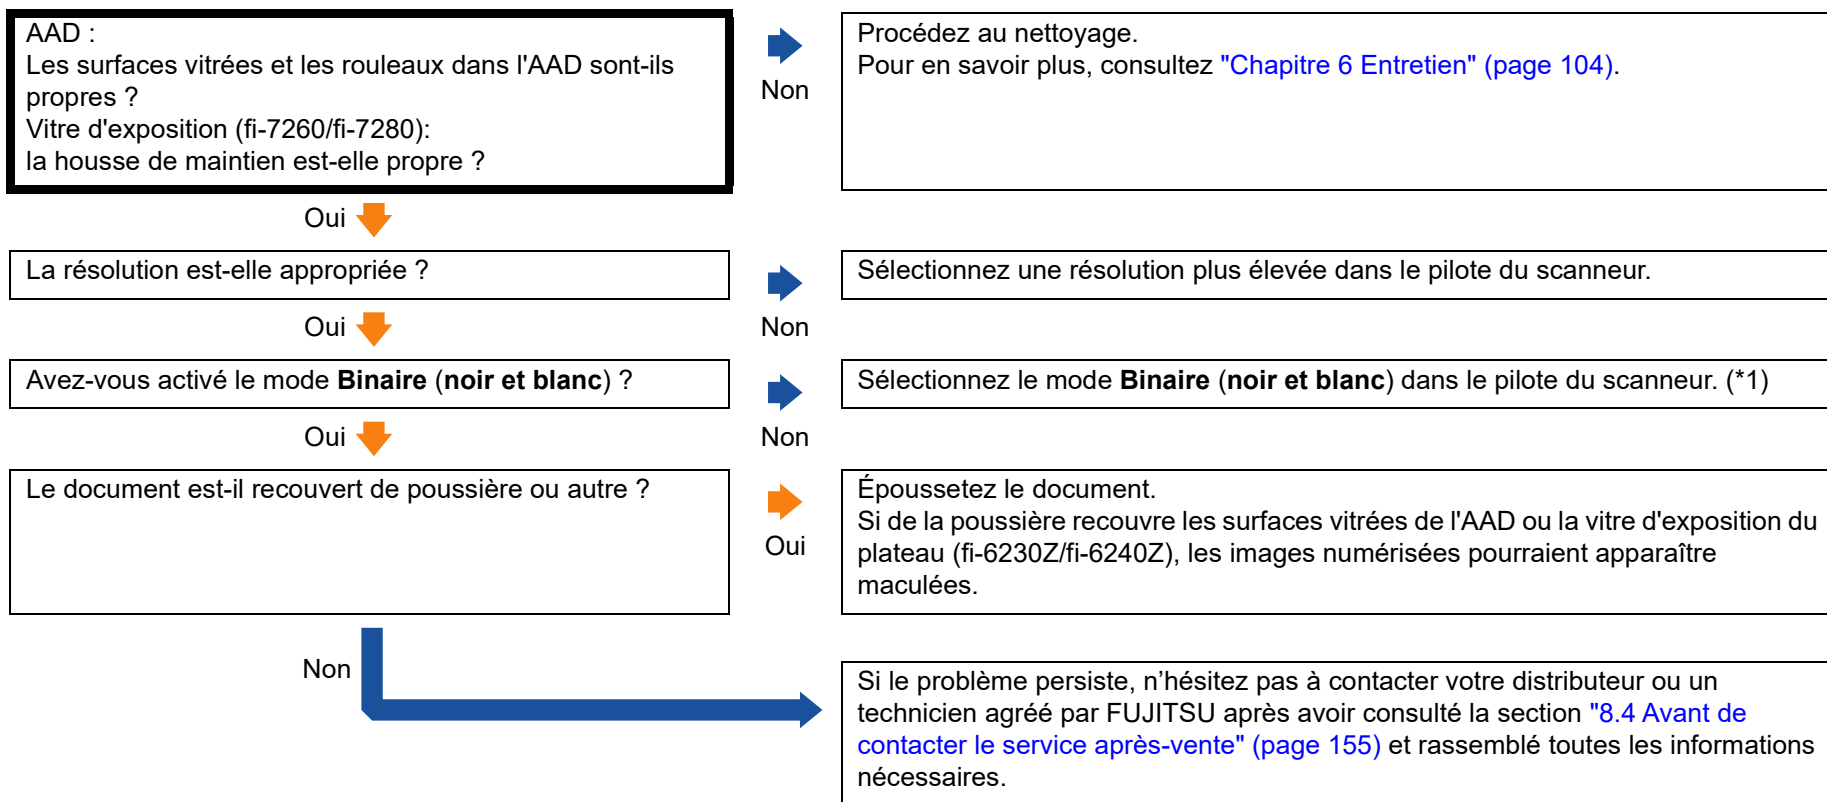 AAD :
Les surfaces vitrées et les rouleaux dans l'AAD sont-ils
propres ?
Vitre d'exposition (fi-7260/fi-7280):
la housse de maintien est-elle propre ?
Non
Procédez au nettoyage.
Pour en savoir plus, consultez "Chapitre 6 Entretien" (page 104).
Oui
La résolution est-elle appropriée ?
Non
Sélectionnez une résolution plus élevée dans le pilote du scanneur.
Oui
Avez-vous activé le mode Binaire (noir et blanc) ?
Non
Sélectionnez le mode Binaire (noir et blanc) dans le pilote du scanneur. (*1)
Oui
Le document est-il recouvert de poussière ou autre ?
Oui
Époussetez le document.
Si de la poussière recouvre les surfaces vitrées de l'AAD ou la vitre d'exposition du
plateau (fi-6230Z/fi-6240Z), les images numérisées pourraient apparaître
maculées.
Non
Si le problème persiste, n’hésitez pas à contacter votre distributeur ou un
technicien agréé par FUJITSU après avoir consulté la section "8.4 Avant de
contacter le service après-vente" (page 155) et rassemblé toutes les informations
nécessaires.